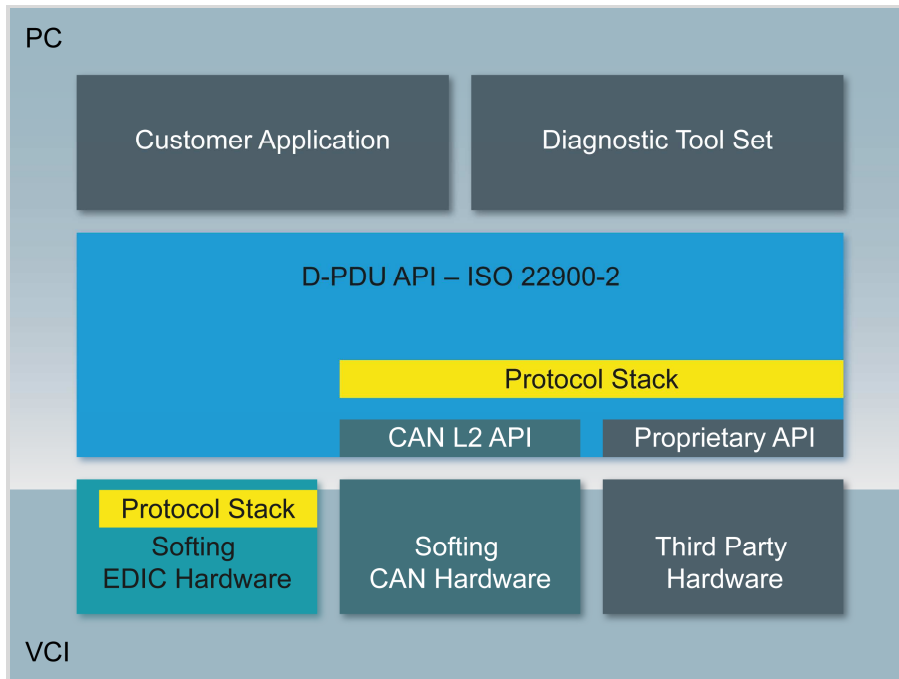 PC
Customer Application
Diagnostic Tool Set
D-PDU API – ISO 22900-2
Protocol Stack
CAN L2 API
Proprietary API
Protocol Stack
Softing
EDIC Hardware
Softing
CAN Hardware
Third Party
Hardware
VCI